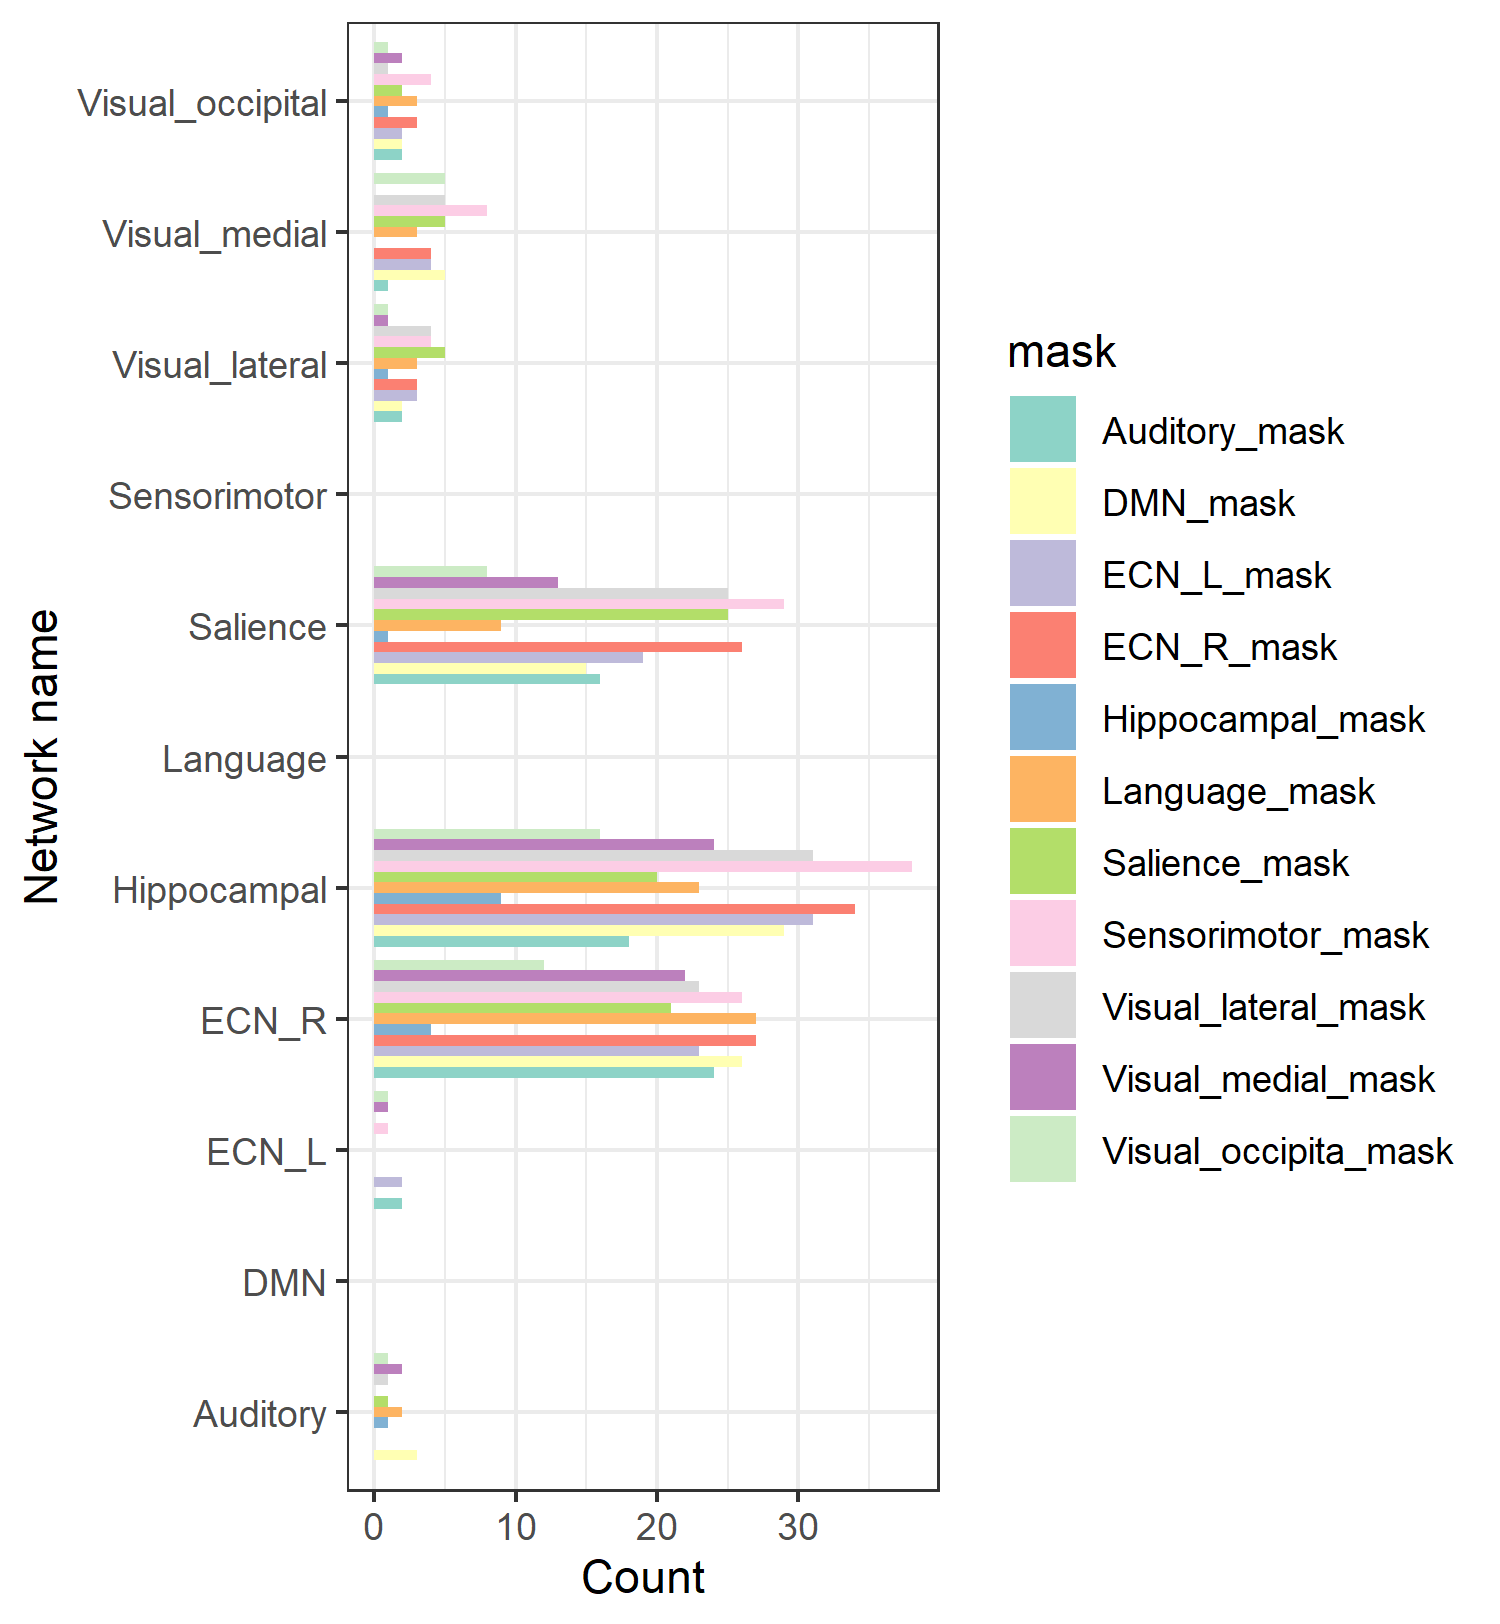 Visual_occipital
Visual_medial
Visual_lateral
Sensorimotor
Salience
Language
Hippocampal
ECN_R
ECN_L
DMN
Auditory
Network name
0 10 20 30
Count
mask
Auditory_mask
DMN_mask
ECN_L_mask
ECN_R_mask
Hippocampal_mask
Language_mask
Salience_mask
Sensorimotor_mask
Visual_lateral_mask
Visual_medial_mask
Visual_occipita_mask